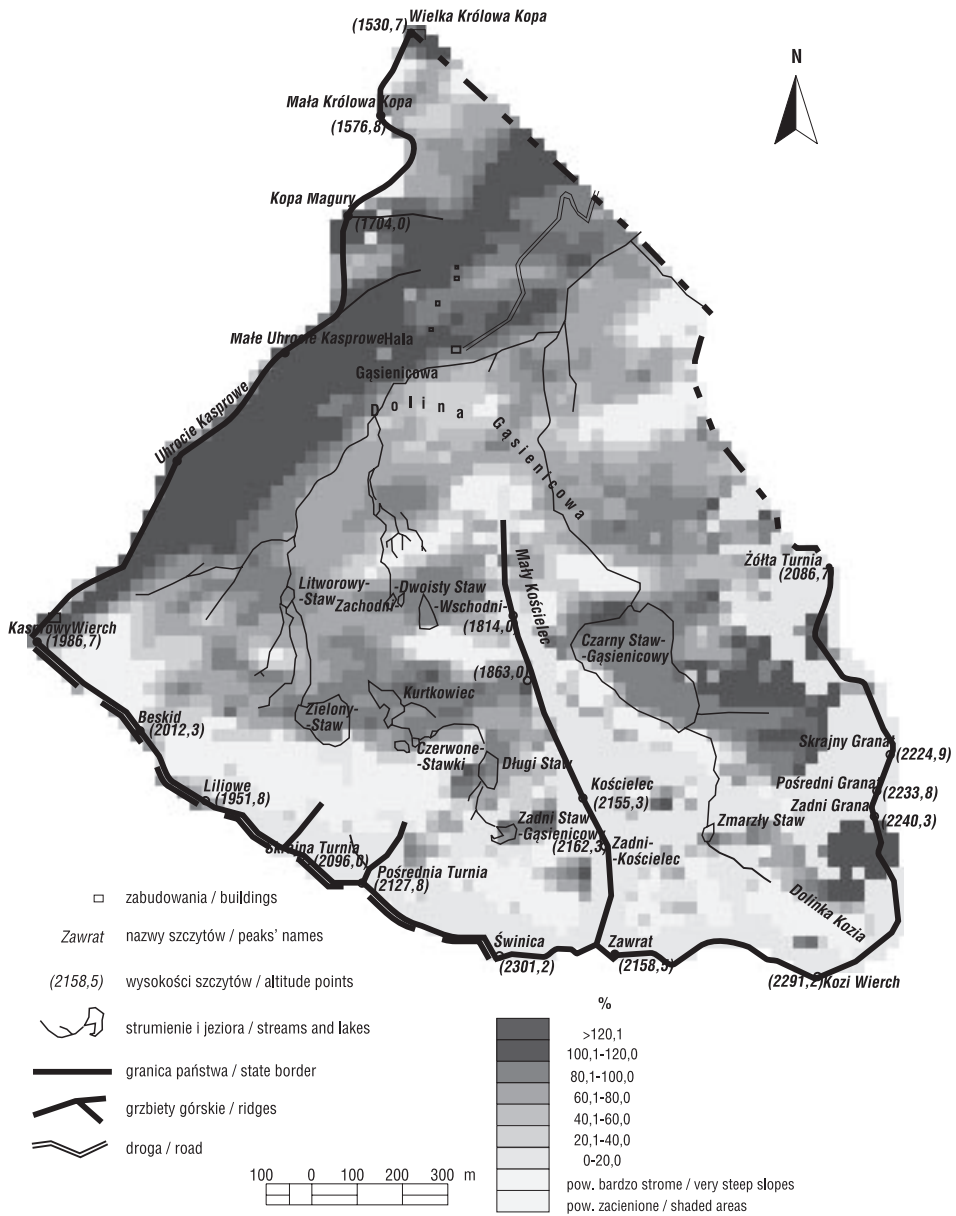 Wielka Królowa Kopa
(1530,7)
N
Mała Królowa Kopa
(1576,8)
Kopa Magury
(1704,0)
Małe Uhrocie Kasprowe
Hala
Gąsienicowa
Dolina
Gąsienicowa
Uhrocie Kasprowe
Żółta Turnia
(2086,7)
Mały Kościelec
Litworowy-
-Staw
-Dwoisty Staw
Zachodni-
-Wschodni-
(1814,0)
Kasprowy Wierch
(1986,7)
Czarny Staw-
-Gąsienicowy
(1863,0)
Kurtkowiec
Zielony-
-Staw
Beskid
(2012,3)
Czerwone-
-Stawki
Długi Staw
Skrajny Granat
(2224,9)
Pośredni Granat
(2233,8)
Liliowe
(1951,8)
Kościelec
(2155,3)
Zadni Granat
(2240,3)
Zadni Staw
-Gąsienicowy
(2162,3)
Zadni-
-Kościelec
Zmarzły Staw
Skrajna Turnia
(2096,0)
Pośrednia Turnia
(2127,8)
Dolinka Kozia
Świnica
(2301,2)
Zawrat
(2158,5)
(2291,2)
Kozi Wierch
zabudowania / buildings
Zawrat nazwy szczytów / peaks' names
(2158,5) wysokości szczytów / altitude points
strumienie i jeziora / streams and lakes
granica państwa / state border
grzbiety górskie / ridges
droga / road
100 0 100 200 300 m
%
>120,1
100,1-120,0
80,1-100,0
60,1-80,0
40,1-60,0
20,1-40,0
0-20,0
pow. bardzo strome / very steep slopes
pow. zacienione / shaded areas